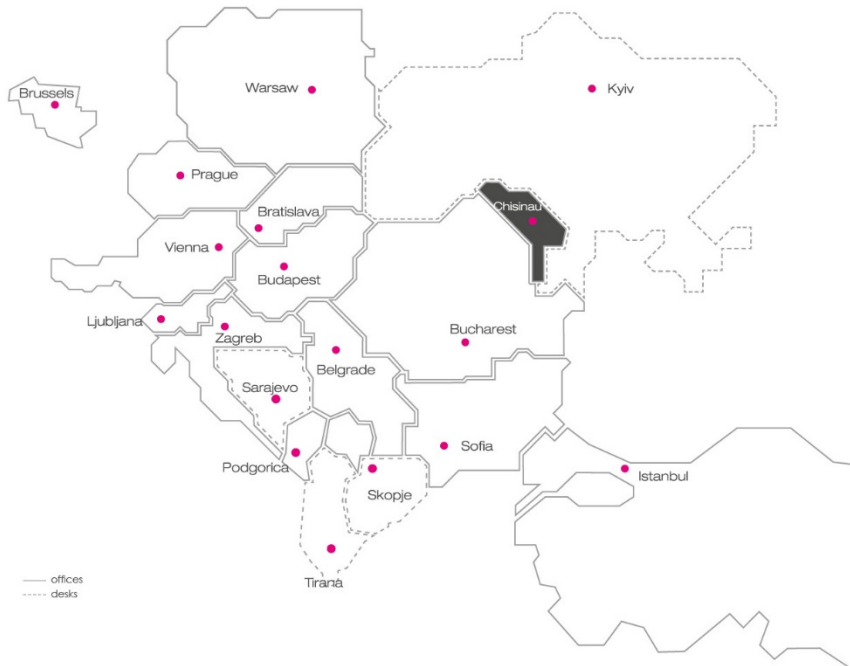 Brussels
Warsaw
Kyiv
Prague
Chisinau
Bratislava
Vienna
Budapest
Ljubljana
Zagreb
Bucharest
Belgrade
Sarajevo
Sofia
Podgorica
Istanbul
Skopje
Tirana
offices
desks